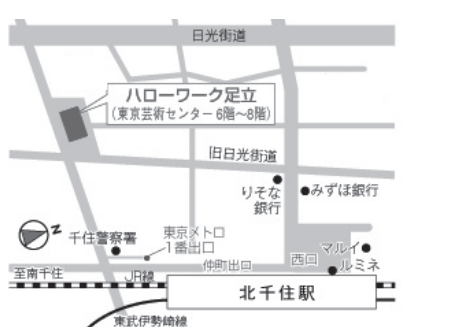 日光街道
ハローワーク足立
(東京芸術センター 6階～8階)
旧日光街道
りそな
銀行
みずほ銀行
N
千住警察署
東京メトロ
1番出口
仲町出口
西口
マルイ
ルミネ
至南千住
JR線
北千住駅
東武伊勢崎線